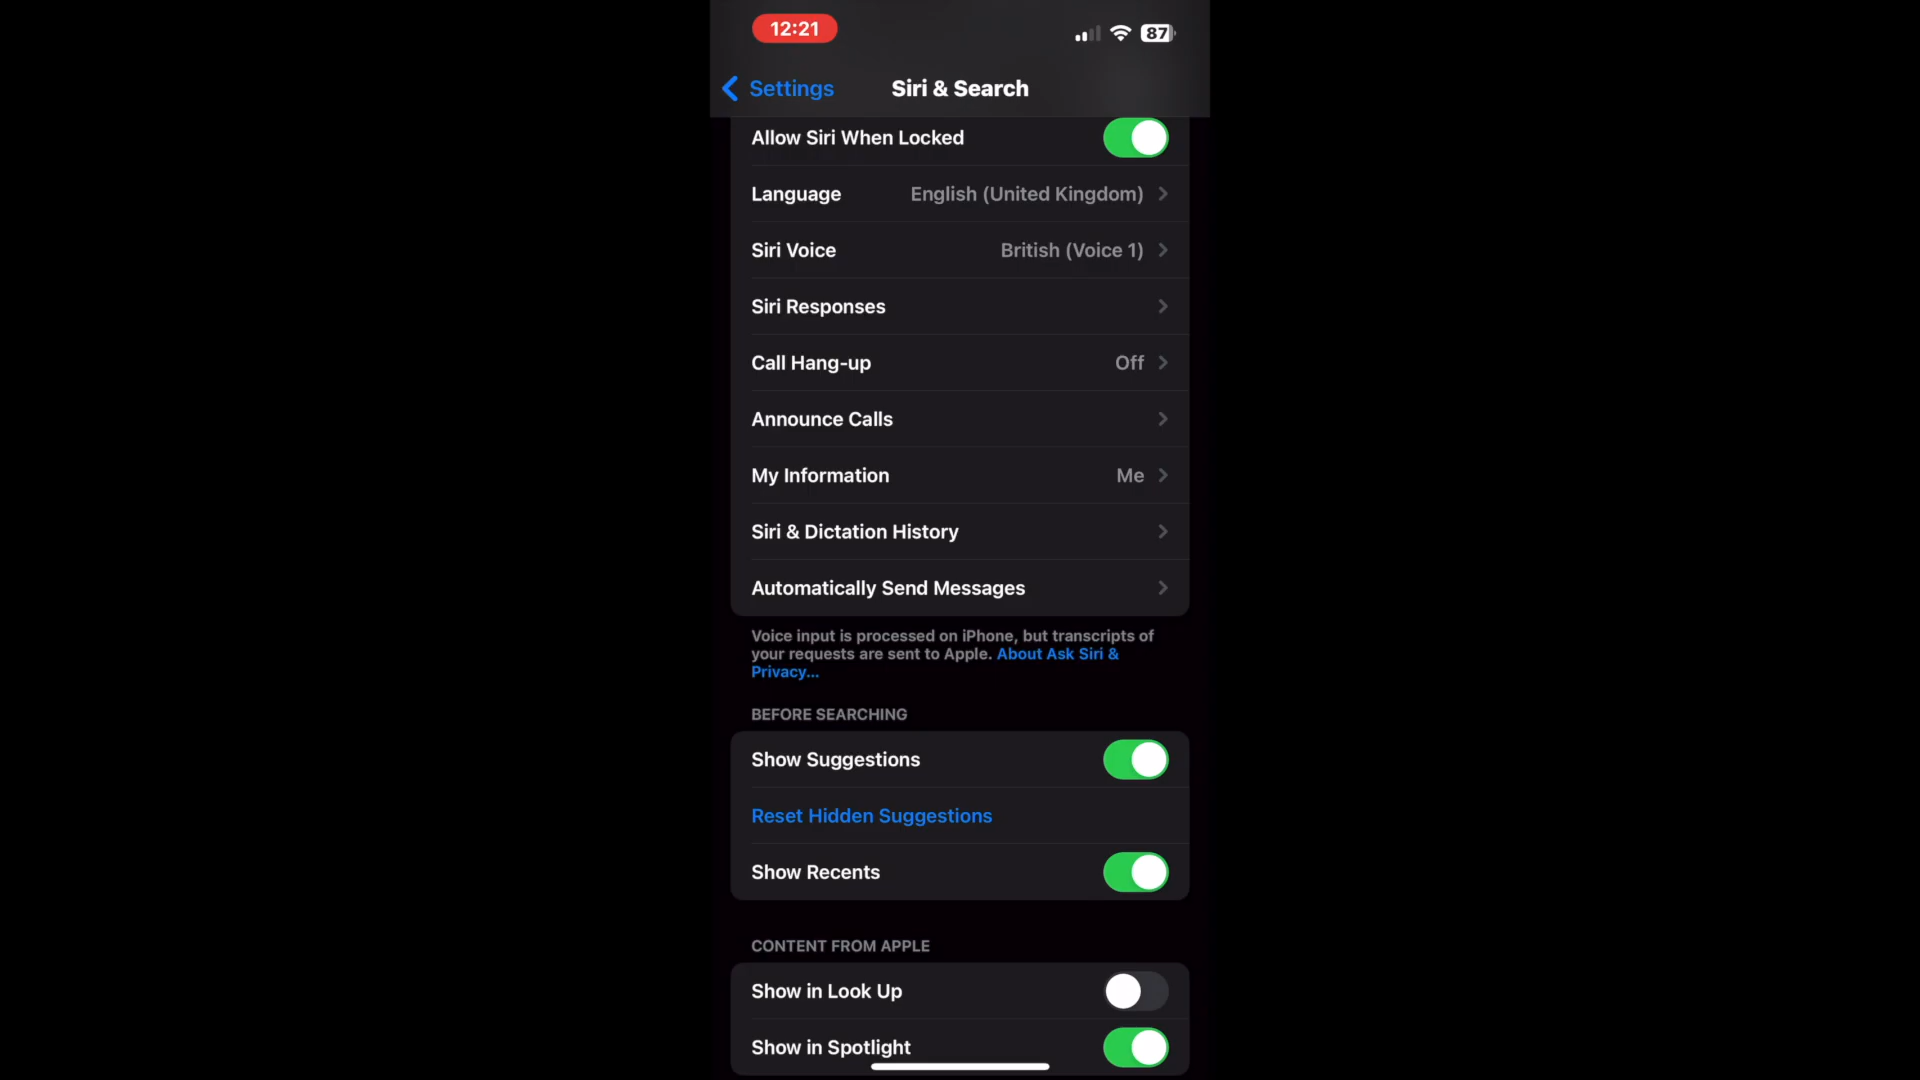 12:21
87
Settings
Siri & Search
Allow Siri When Locked
Language English (United Kingdom)
Siri Voice British (Voice 1)
Siri Responses
Call Hang-up Off
Announce Calls
My Information Me
Siri & Dictation History
Automatically Send Messages
Voice input is processed on iPhone, but transcripts of
your requests are sent to Apple. About Ask Siri &
Privacy...
BEFORE SEARCHING
Show Suggestions
Reset Hidden Suggestions
Show Recents
CONTENT FROM APPLE
Show in Look Up
Show in Spotlight